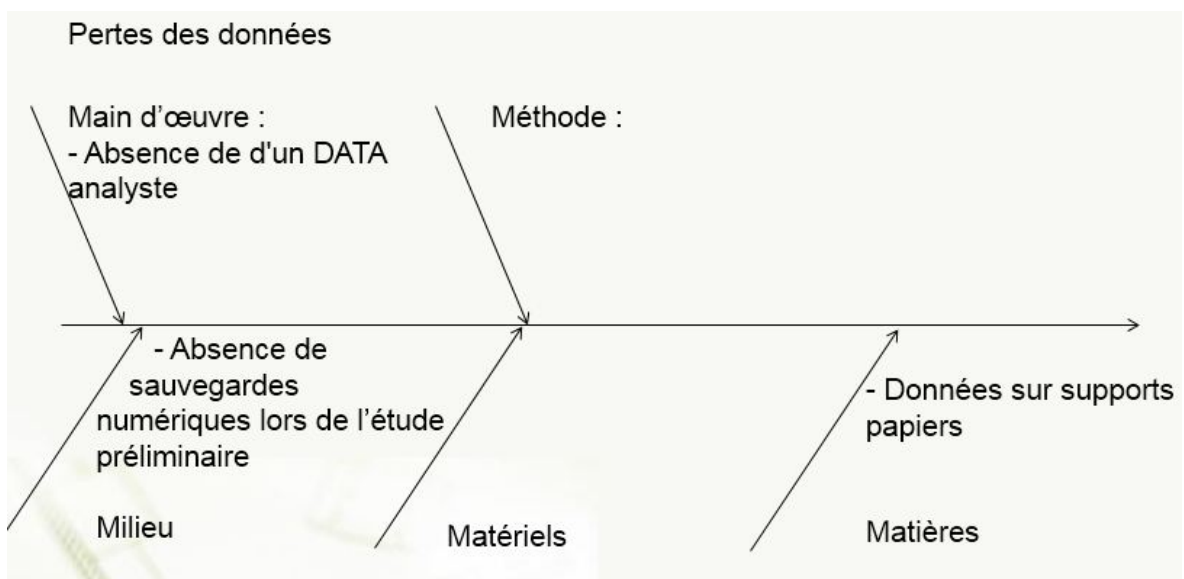 Pertes des données
Main d'œuvre :
- Absence de d'un DATA
analyste
Méthode :
- Absence de
sauvegardes
numériques lors de l'étude
préliminaire
Milieu
Matériels
- Données sur supports
papiers
Matières